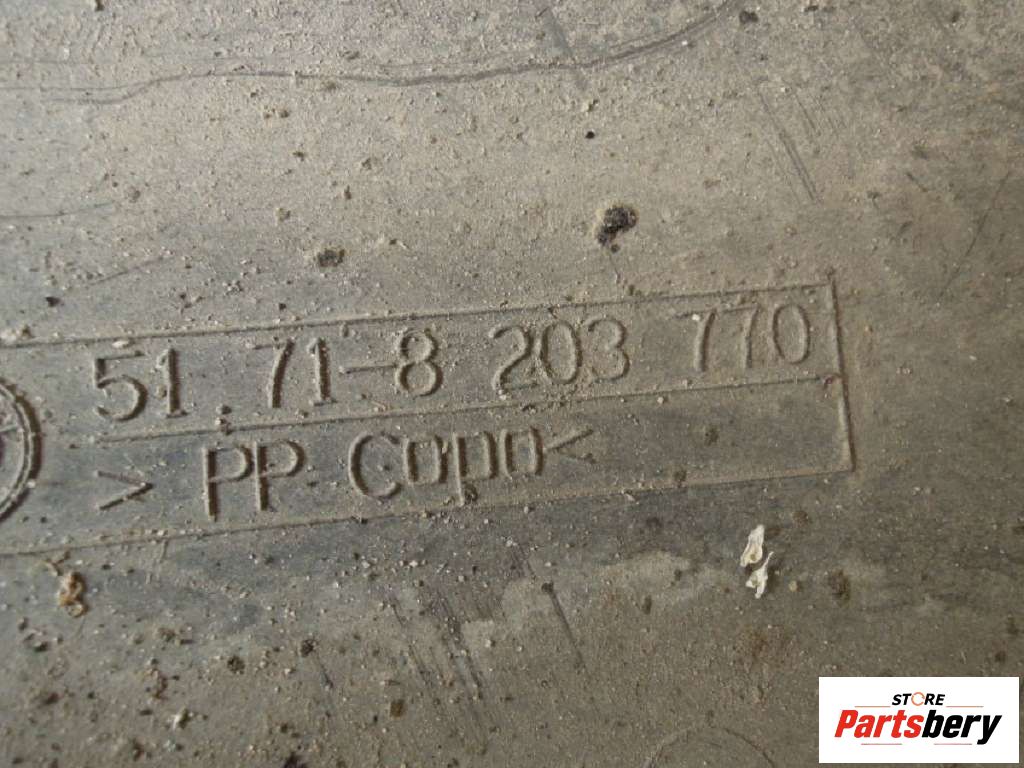 51.71-8 203 770
> PP Copo <
STORE
Partsbery